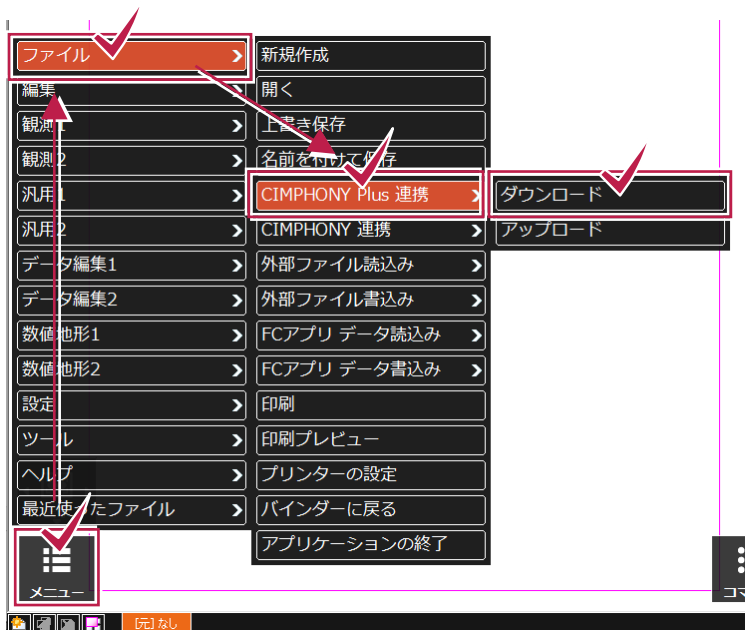 ファイル
編集
観測1
観測2
汎用1
汎用2
データ編集1
データ編集2
数値地形1
数値地形2
設定
ツール
ヘルプ
最近使ったファイル
メニュー
新規作成
開く
上書き保存
名前を付けて保存
CIMPHONY Plus 連携
CIMPHONY 連携
外部ファイル読込み
外部ファイル書込み
FCアプリ データ読込み
FCアプリ データ書込み
印刷
印刷プレビュー
プリンターの設定
バインダーに戻る
アプリケーションの終了
ダウンロード
アップロード
コマ
[元] なし